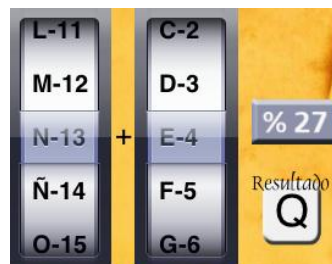 L-11
M-12
N-13
Ñ-14
O-15
+
C-2
D-3
E-4
F-5
G-6
% 27
Resultado
Q